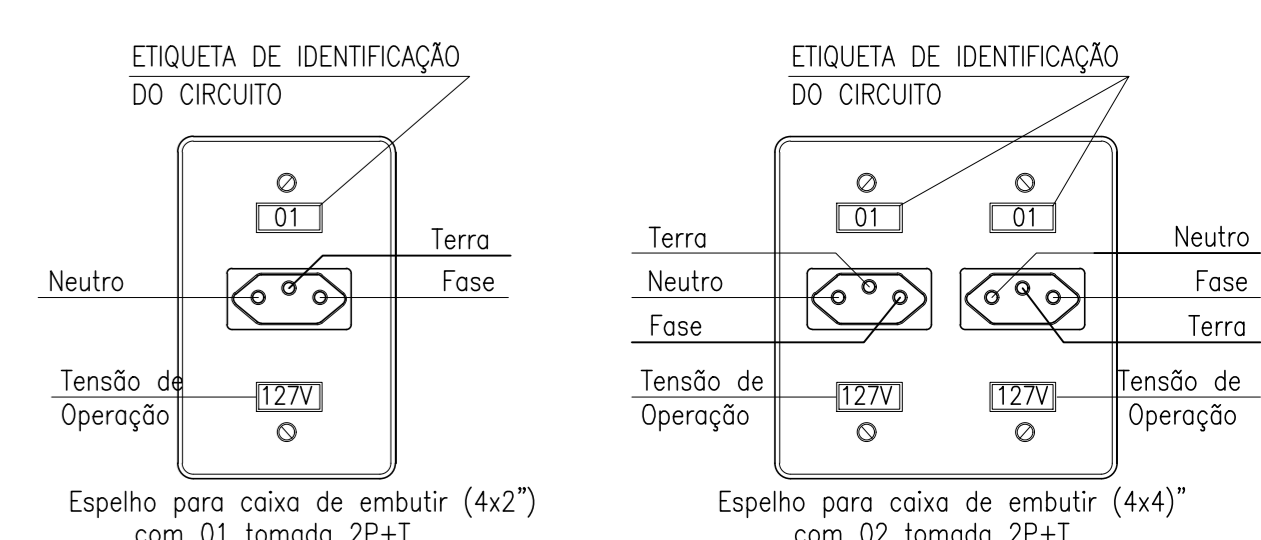 ETIQUETA DE IDENTIFICAÇÃO
DO CIRCUITO
01
Terra
Neutro
Fase
Tensão de
Operação
127V
Espelho para caixa de embutir (4x2")
com 01 tomada 2P+T
ETIQUETA DE IDENTIFICAÇÃO
DO CIRCUITO
01
01
Terra
Neutro
Neutro
Fase
Fase
Terra
Tensão de
Operação
127V
127V
Tensão de
Operação
Espelho para caixa de embutir (4x4)"
com 02 tomada 2P+T